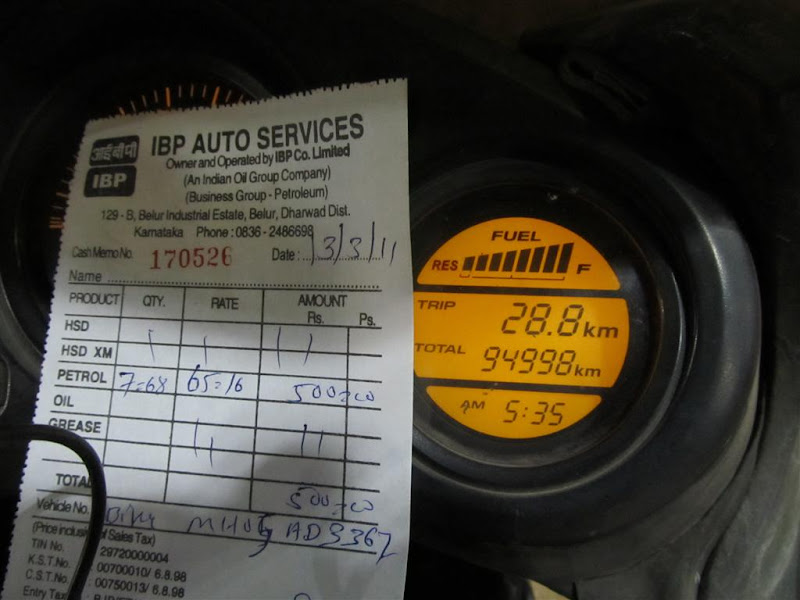 आईबीपी
IBP
IBP AUTO SERVICES
Owner and Operated by IBP Co. Limited
(An Indian Oil Group Company)
(Business Group - Petroleum)
129 - B, Belur Industrial Estate, Belur, Dharwad Dist.
Karnataka Phone : 0836 - 2486698
Cash Memo No. 170526 Date : 13/3/11
Name
PRODUCT QTY. RATE AMOUNT
Rs. Ps.
HSD
HSD XM
PETROL 7=68 65=16 500=00
OIL
GREASE
TOTAL 500=00
Vehicle No. MH05 AD 9367
(Price inclusive of Sales Tax)
TIN No. : 29720000004
K.S.T.No. : 00700010/ 6.8.98
C.S.T.No. : 00750013/ 6.8.98
Entry Tax
FUEL
RES F
TRIP 28.8 km
TOTAL 94998 km
AM 5:35